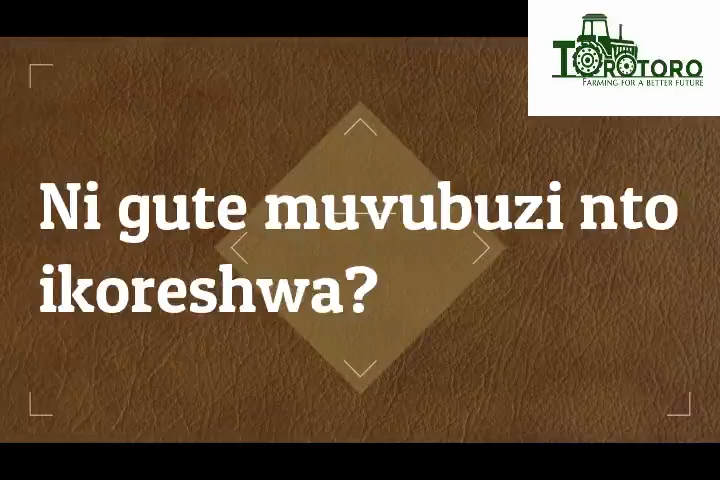 TOROTORO
FARMING FOR A BETTER FUTURE
Ni gute muvubuzi nto
ikoreshwa?